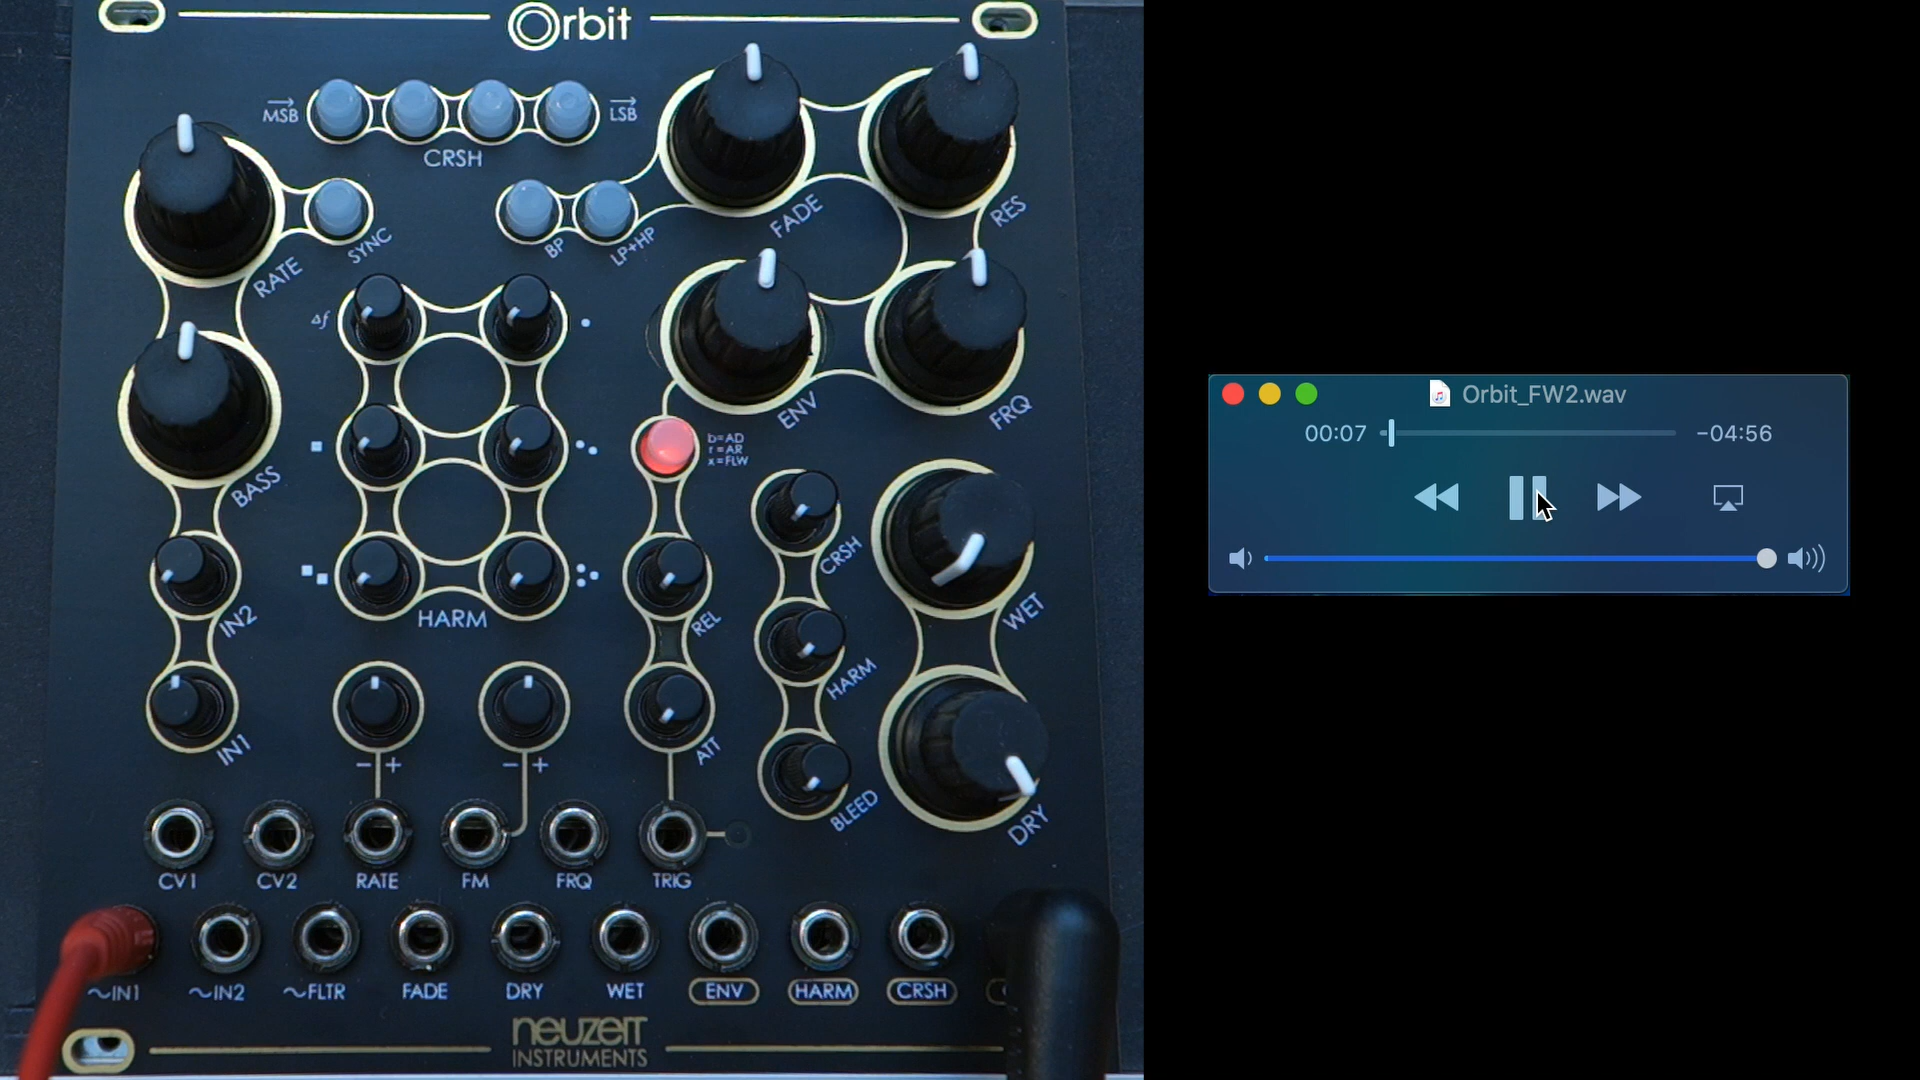 Orbit
MSB
LSB
CRSH
SYNC
RATE
BP
LP+HP
FADE
RES
Δf
BASS
ENV
FRQ
b=AD
r=AR
x=FLW
IN2
HARM
REL
CRSH
WET
HARM
IN1
- +
- +
ATT
BLEED
DRY
CV1 CV2 RATE FM FRQ TRIG
~IN1 ~IN2 ~FLTR FADE DRY WET ENV HARM CRSH
neuzeit
INSTRUMENTS
Orbit_FW2.wav
00:07
-04:56